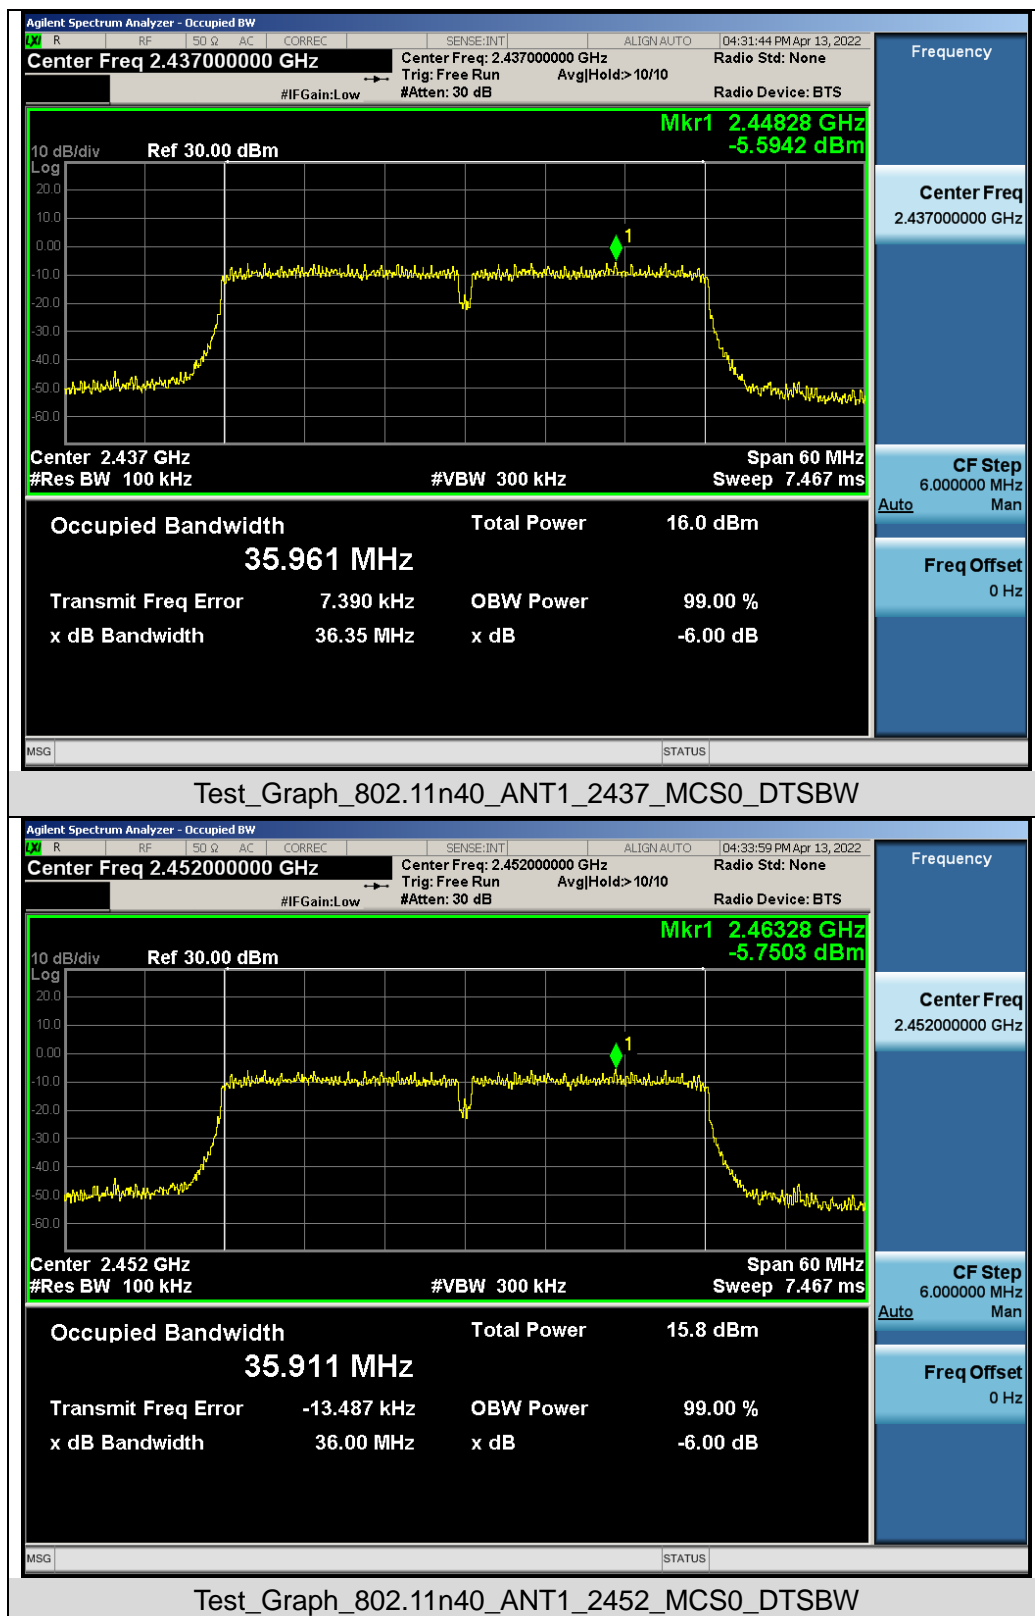 Agilent Spectrum Analyzer - Occupied BW
LXI R RF 50 Ω AC CORREC SENSE:INT ALIGN AUTO 04:31:44 PM Apr 13, 2022
Center Freq 2.437000000 GHz Center Freq: 2.437000000 GHz Radio Std: None Frequency
Trig: Free Run Avg|Hold:>10/10
#IFGain:Low #Atten: 30 dB Radio Device: BTS
Mkr1 2.44828 GHz
10 dB/div Ref 30.00 dBm -5.5942 dBm
Log
20.0
10.0
0.00
-10.0
-20.0
-30.0
-40.0
-50.0
-60.0
1
Center Freq
2.437000000 GHz
Center 2.437 GHz Span 60 MHz
#Res BW 100 kHz #VBW 300 kHz Sweep 7.467 ms
CF Step
6.000000 MHz
Auto Man
Occupied Bandwidth Total Power 16.0 dBm
35.961 MHz
Freq Offset
0 Hz
Transmit Freq Error 7.390 kHz OBW Power 99.00 %
x dB Bandwidth 36.35 MHz x dB -6.00 dB
MSG STATUS
Test_Graph_802.11n40_ANT1_2437_MCS0_DTSBW
Agilent Spectrum Analyzer - Occupied BW
LXI R RF 50 Ω AC CORREC SENSE:INT ALIGN AUTO 04:33:59 PM Apr 13, 2022
Center Freq 2.452000000 GHz Center Freq: 2.452000000 GHz Radio Std: None Frequency
Trig: Free Run Avg|Hold:>10/10
#IFGain:Low #Atten: 30 dB Radio Device: BTS
Mkr1 2.46328 GHz
10 dB/div Ref 30.00 dBm -5.7503 dBm
Log
20.0
10.0
0.00
-10.0
-20.0
-30.0
-40.0
-50.0
-60.0
1
Center Freq
2.452000000 GHz
Center 2.452 GHz Span 60 MHz
#Res BW 100 kHz #VBW 300 kHz Sweep 7.467 ms
CF Step
6.000000 MHz
Auto Man
Occupied Bandwidth Total Power 15.8 dBm
35.911 MHz
Freq Offset
0 Hz
Transmit Freq Error -13.487 kHz OBW Power 99.00 %
x dB Bandwidth 36.00 MHz x dB -6.00 dB
MSG STATUS
Test_Graph_802.11n40_ANT1_2452_MCS0_DTSBW